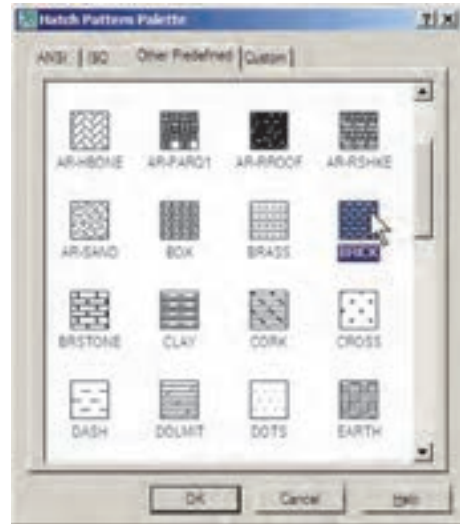 Hatch Pattern Palette
ANSI ISO Other Predefined Custom
AR-HBONE AR-PARQ1 AR-RROOF AR-RSHKE
AR-SAND BOX BRASS BRICK
BRSTONE CLAY CORK CROSS
DASH DOLMIT DOTS EARTH
OK Cancel Help